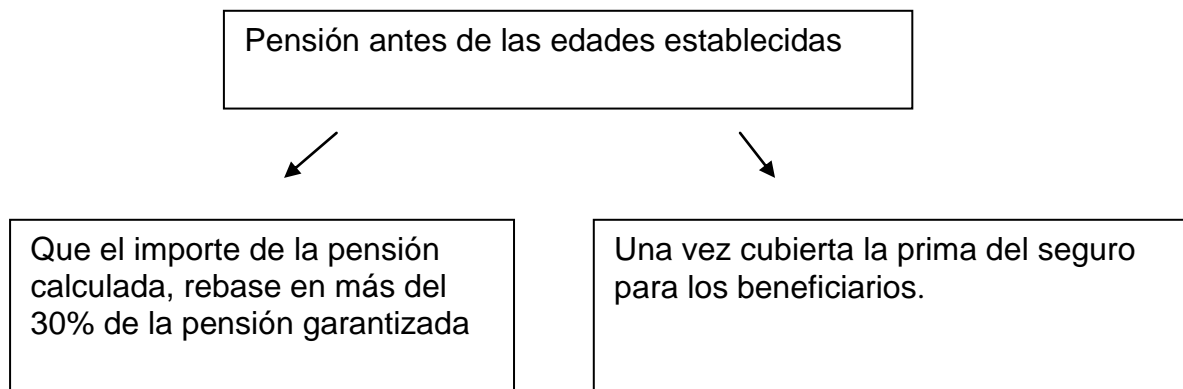 Pensión antes de las edades establecidas
Que el importe de la pensión
calculada, rebase en más del
30% de la pensión garantizada
Una vez cubierta la prima del seguro
para los beneficiarios.